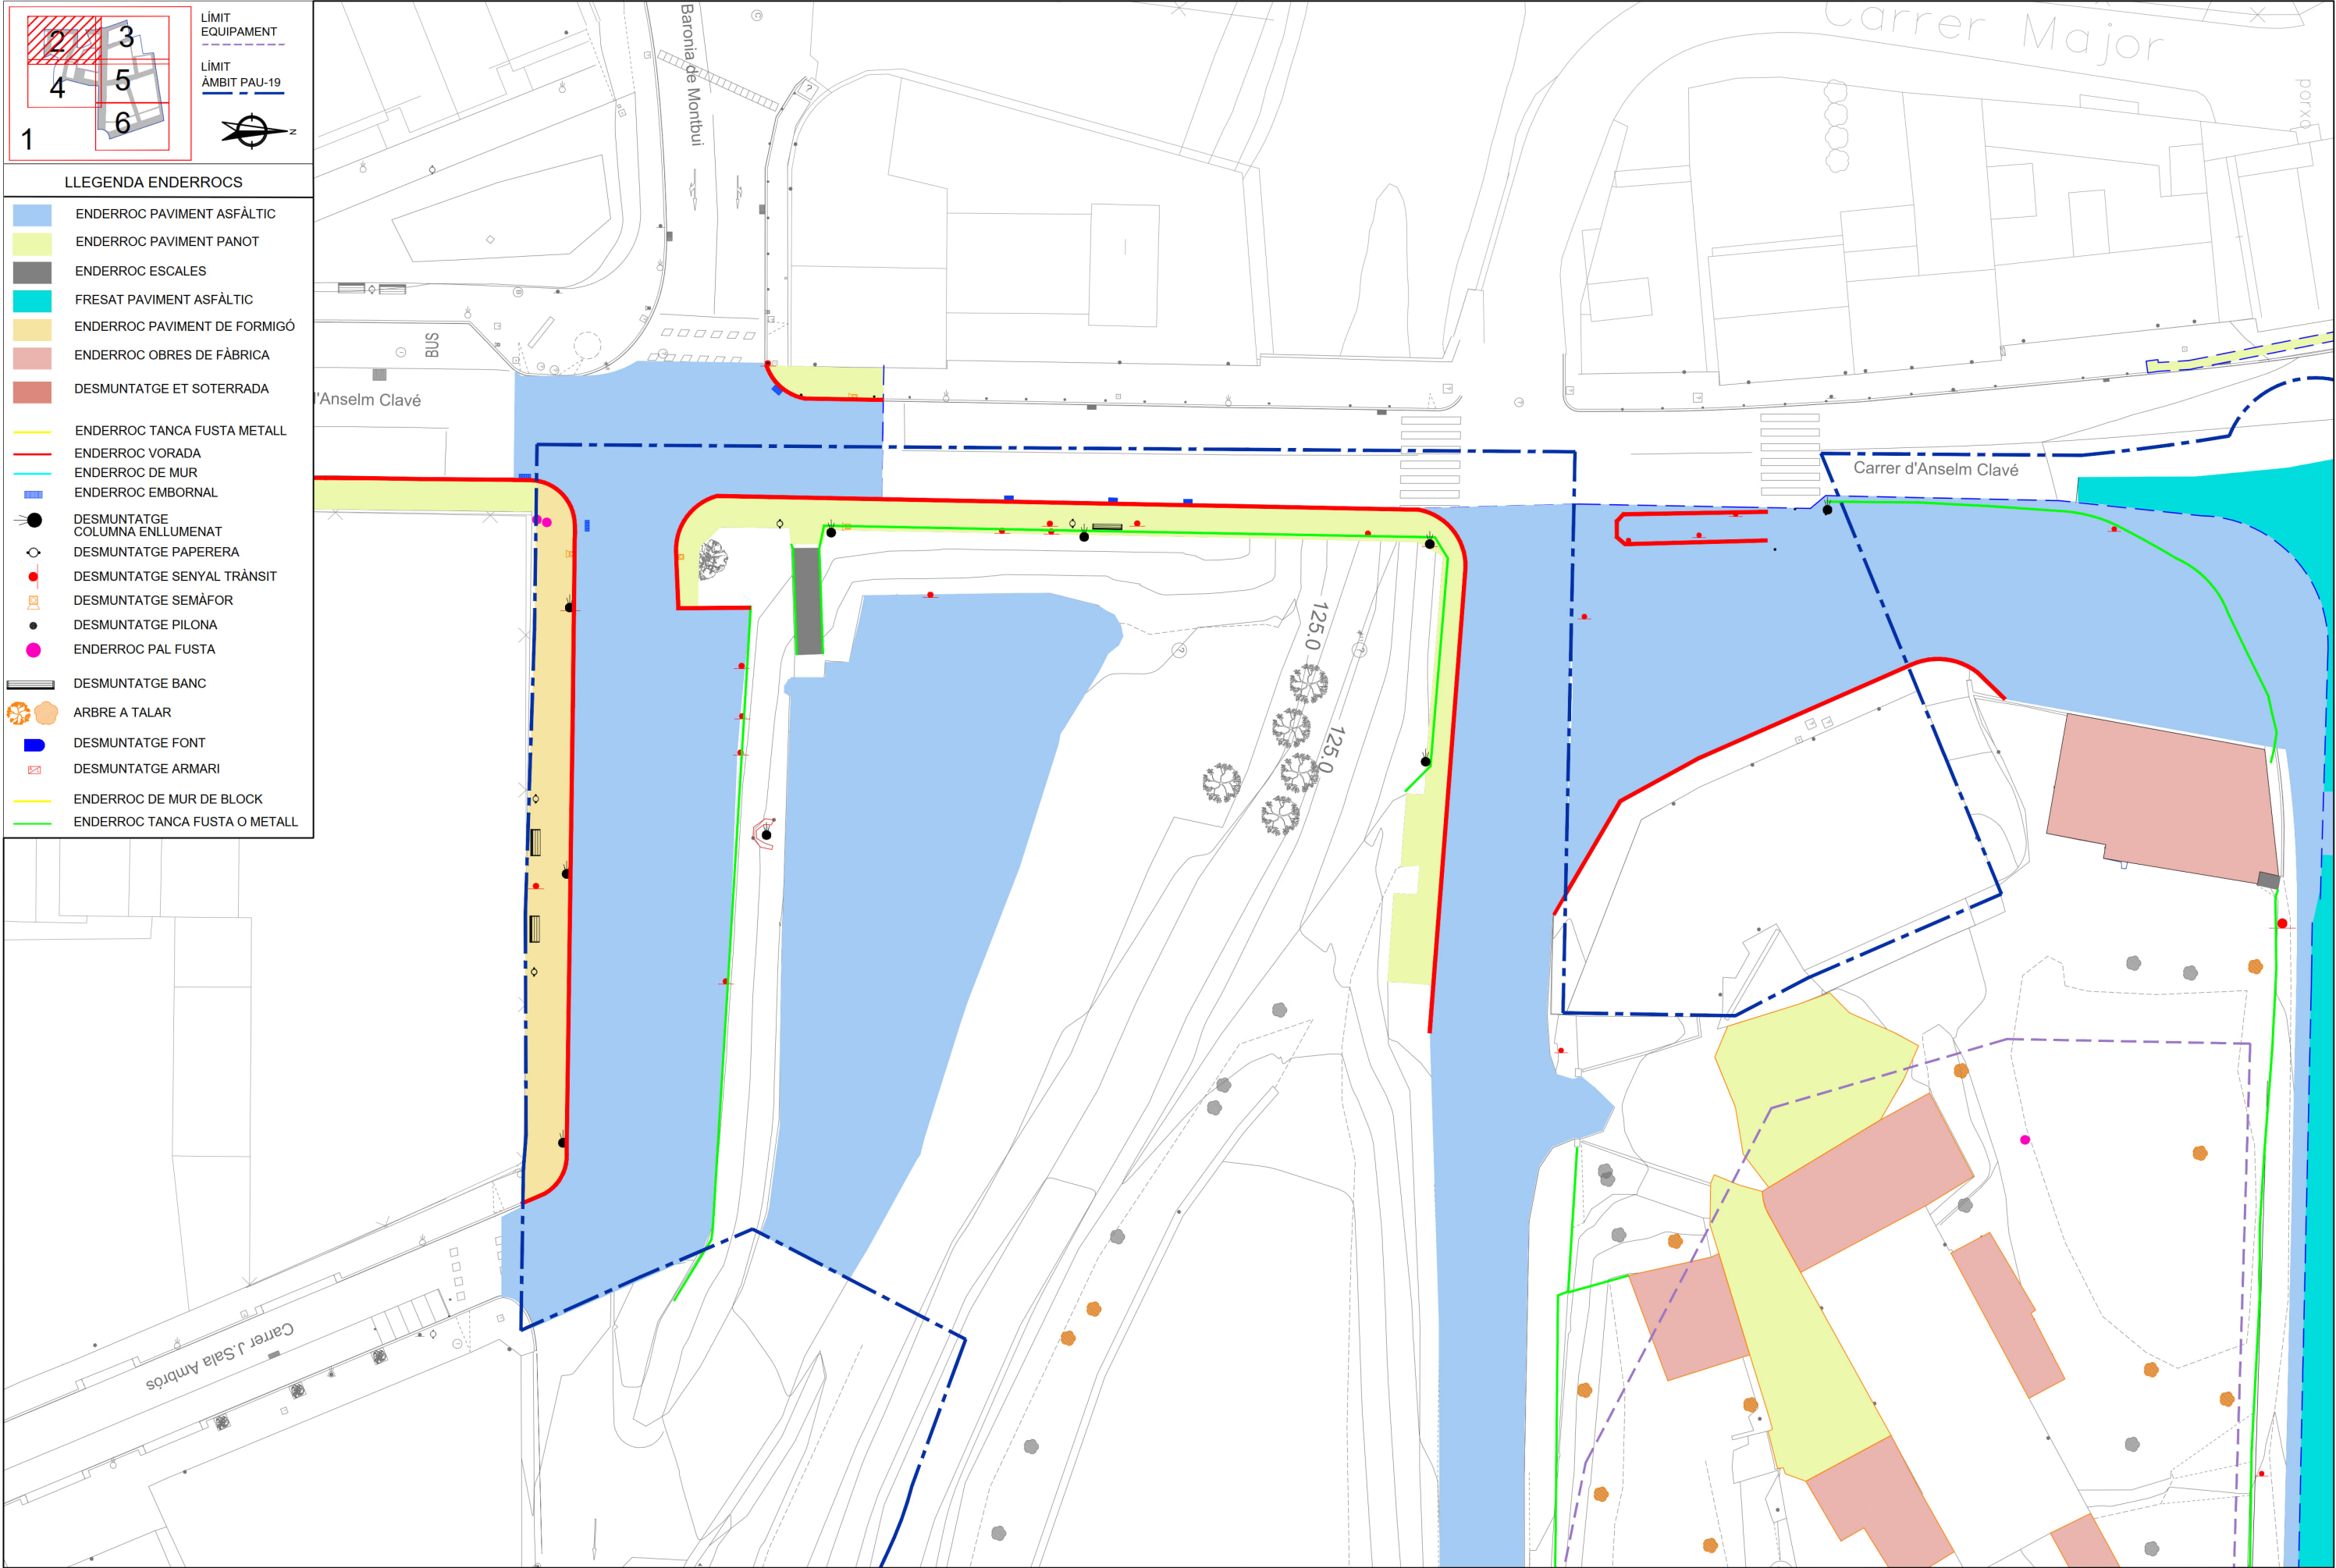 2
3
4
5
6
1
LÍMIT
EQUIPAMENT
LÍMIT
ÀMBIT PAU-19
N
LLEGENDA ENDERROCS
ENDERROC PAVIMENT ASFÀLTIC
ENDERROC PAVIMENT PANOT
ENDERROC ESCALES
FRESAT PAVIMENT ASFÀLTIC
ENDERROC PAVIMENT DE FORMIGÓ
ENDERROC OBRES DE FÀBRICA
DESMUNTATGE ET SOTERRADA
ENDERROC TANCA FUSTA METALL
ENDERROC VORADA
ENDERROC DE MUR
ENDERROC EMBORNAL
DESMUNTATGE
COLUMNA ENLLUMENAT
DESMUNTATGE PAPERERA
DESMUNTATGE SENYAL TRÀNSIT
DESMUNTATGE SEMÀFOR
DESMUNTATGE PILONA
ENDERROC PAL FUSTA
DESMUNTATGE BANC
ARBRE A TALAR
DESMUNTATGE FONT
DESMUNTATGE ARMARI
ENDERROC DE MUR DE BLOCK
ENDERROC TANCA FUSTA O METALL
Baronia de Montbui
Carrer Major
porxo
BUS
l'Anselm Clavé
Carrer d'Anselm Clavé
125.0
125.0
Carrer J.Sala Ambrós